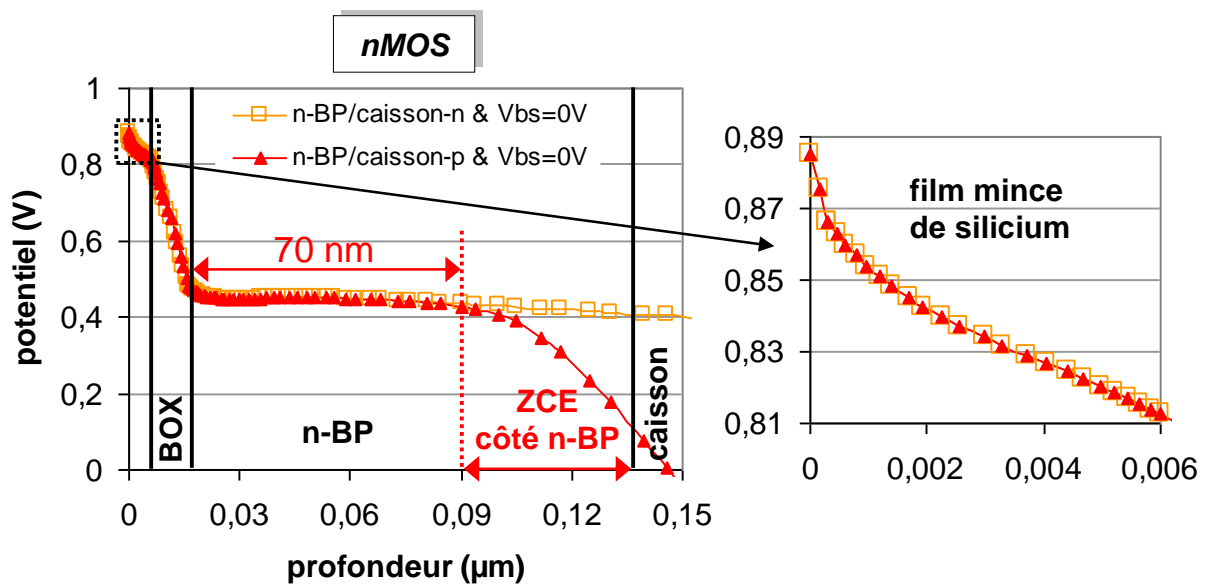 nMOS
1
0,8
0,6
0,4
0,2
0
potentiel (V)
n-BP/caisson-n & Vbs=0V
n-BP/caisson-p & Vbs=0V
70 nm
BOX
n-BP
ZCE
côté n-BP
caisson
0
0,03
0,06
0,09
0,12
0,15
profondeur (µm)
0,89
0,87
0,85
0,83
0,81
film mince
de silicium
0
0,002
0,004
0,006